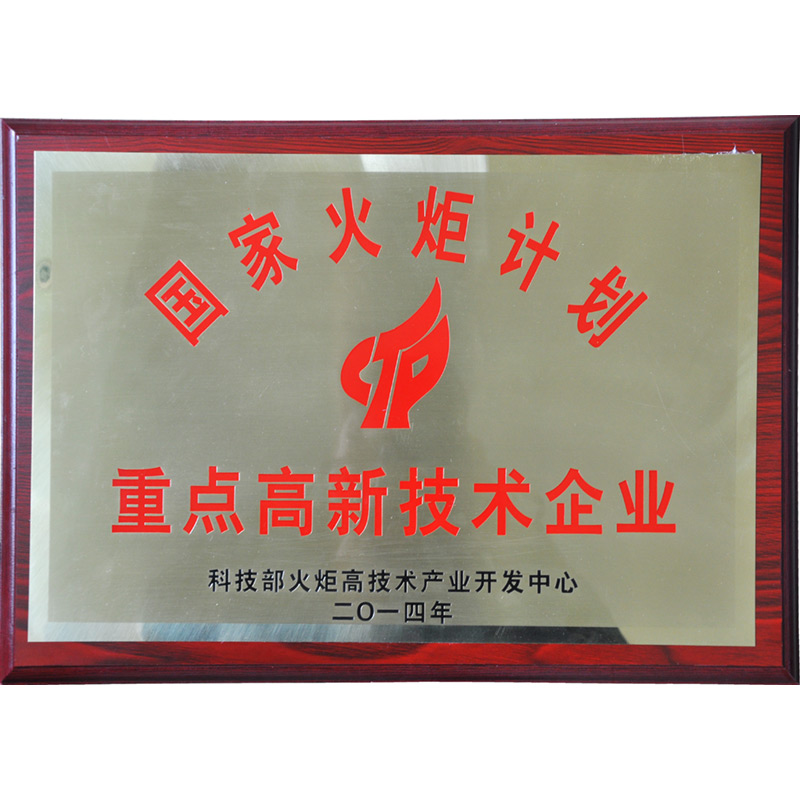 国家火炬计划
重点高新技术企业
科技部火炬高技术产业开发中心
二〇一四年